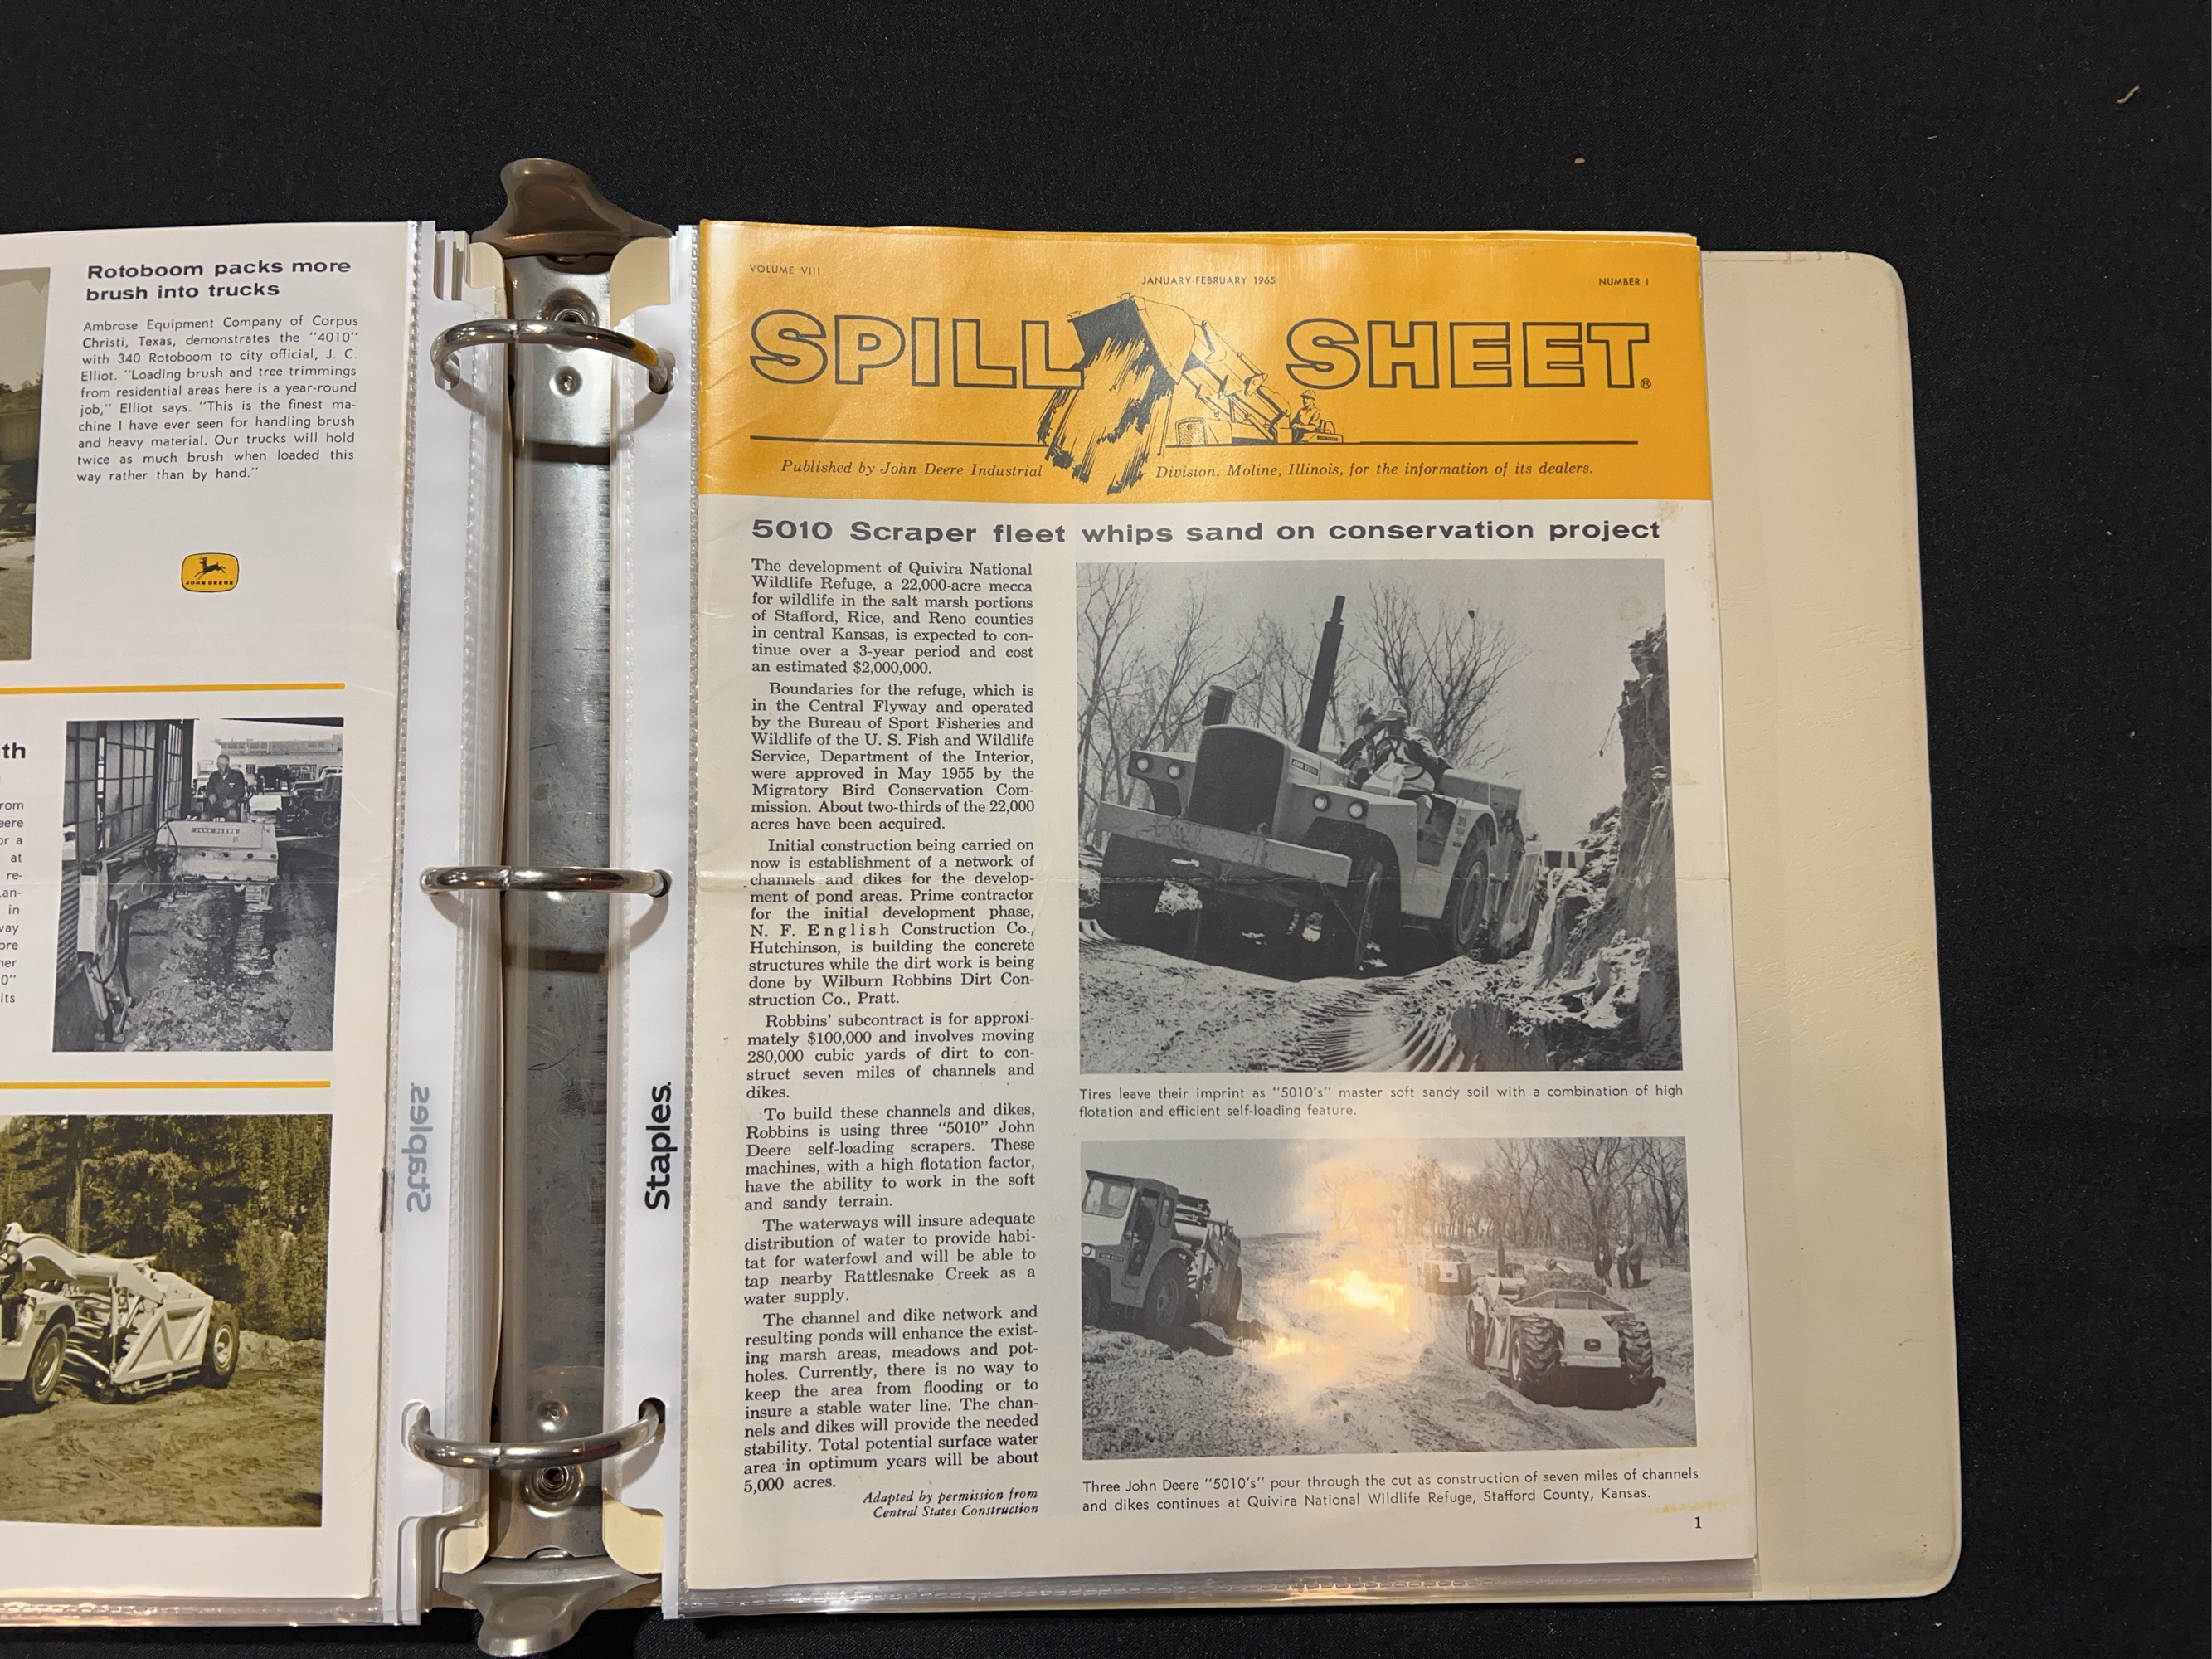 Rotoboom packs more
brush into trucks
Ambrose Equipment Company of Corpus
Christi, Texas, demonstrates the "4010"
with 340 Rotoboom to city official, J. C.
Elliot. "Loading brush and tree trimmings
from residential areas here is a year-round
job," Elliot says. "This is the finest ma-
chine I have ever seen for handling brush
and heavy material. Our trucks will hold
twice as much brush when loaded this
way rather than by hand."
JOHN DEERE
th
rom
eere
or a
at
re-
an-
in
way
ore
her
0"
its
JOHN DEERE
Staples.
Staples.
VOLUME VIII
JANUARY-FEBRUARY 1965
NUMBER 1
SPILL SHEET®
Published by John Deere Industrial Division, Moline, Illinois, for the information of its dealers.
5010 Scraper fleet whips sand on conservation project
The development of Quivira National
Wildlife Refuge, a 22,000-acre mecca
for wildlife in the salt marsh portions
of Stafford, Rice, and Reno counties
in central Kansas, is expected to con-
tinue over a 3-year period and cost
an estimated $2,000,000.
Boundaries for the refuge, which is
in the Central Flyway and operated
by the Bureau of Sport Fisheries and
Wildlife of the U. S. Fish and Wildlife
Service, Department of the Interior,
were approved in May 1955 by the
Migratory Bird Conservation Com-
mission. About two-thirds of the 22,000
acres have been acquired.
Initial construction being carried on
now is establishment of a network of
channels and dikes for the develop-
ment of pond areas. Prime contractor
for the initial development phase,
N. F. English Construction Co.,
Hutchinson, is building the concrete
structures while the dirt work is being
done by Wilburn Robbins Dirt Con-
struction Co., Pratt.
Robbins' subcontract is for approxi-
mately $100,000 and involves moving
280,000 cubic yards of dirt to con-
struct seven miles of channels and
dikes.
To build these channels and dikes,
Robbins is using three "5010" John
Deere self-loading scrapers. These
machines, with a high flotation factor,
have the ability to work in the soft
and sandy terrain.
The waterways will insure adequate
distribution of water to provide habi-
tat for waterfowl and will be able to
tap nearby Rattlesnake Creek as a
water supply.
The channel and dike network and
resulting ponds will enhance the exist-
ing marsh areas, meadows and pot-
holes. Currently, there is no way to
keep the area from flooding or to
insure a stable water line. The chan-
nels and dikes will provide the needed
stability. Total potential surface water
area in optimum years will be about
5,000 acres.
Adapted by permission from
Central States Construction
JOHN DEERE
Tires leave their imprint as "5010's" master soft sandy soil with a combination of high
flotation and efficient self-loading feature.
Three John Deere "5010's" pour through the cut as construction of seven miles of channels
and dikes continues at Quivira National Wildlife Refuge, Stafford County, Kansas.
1